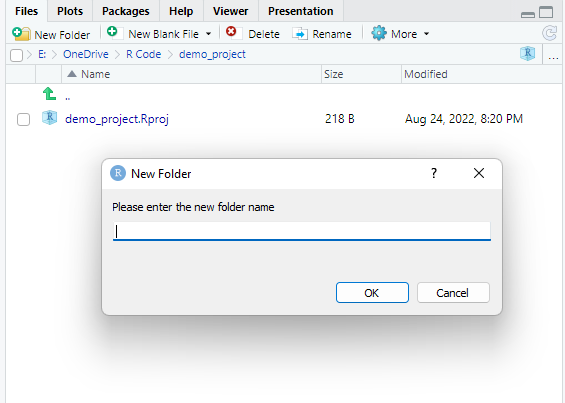 Files Plots Packages Help Viewer Presentation
New Folder New Blank File Delete Rename More
E: OneDrive R Code demo_project R ...
Name Size Modified
..
R demo_project.Rproj 218 B Aug 24, 2022, 8:20 PM
R New Folder ?
Please enter the new folder name
OK Cancel